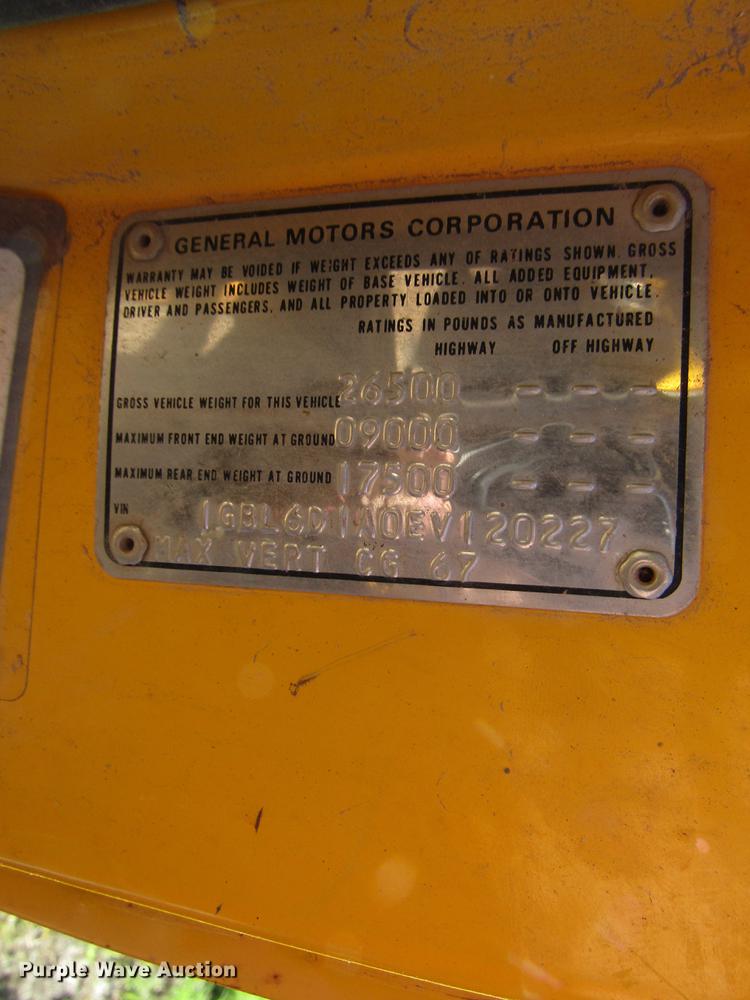 GENERAL MOTORS CORPORATION
WARRANTY MAY BE VOIDED IF WEIGHT EXCEEDS ANY OF RATINGS SHOWN. GROSS
VEHICLE WEIGHT INCLUDES WEIGHT OF BASE VEHICLE. ALL ADDED EQUIPMENT,
DRIVER AND PASSENGERS, AND ALL PROPERTY LOADED INTO OR ONTO VEHICLE.
RATINGS IN POUNDS AS MANUFACTURED
HIGHWAY OFF HIGHWAY
GROSS VEHICLE WEIGHT FOR THIS VEHICLE 26500 - - -
MAXIMUM FRONT END WEIGHT AT GROUND 09000 - - -
MAXIMUM REAR END WEIGHT AT GROUND 17500 - - -
VIN 1GBL6D1A0EV120227
MAX VERT CG 67
Purple Wave Auction